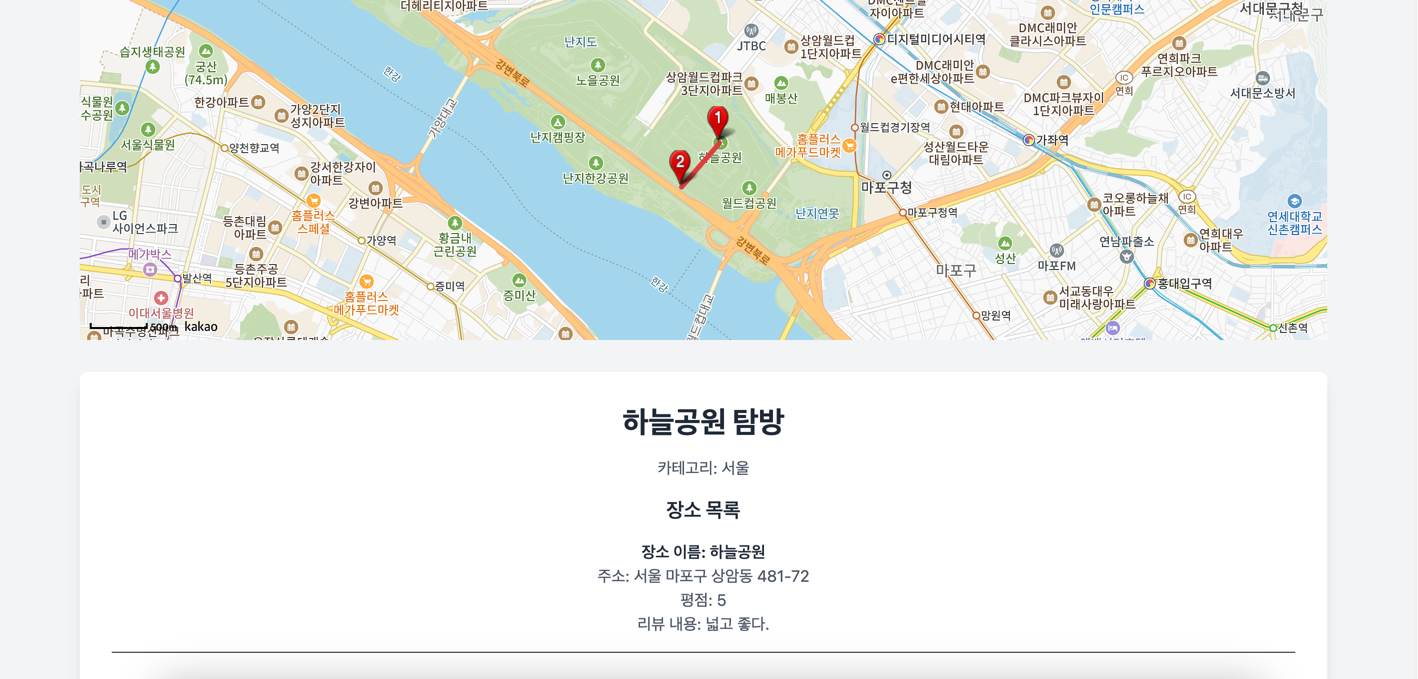 더헤리티지아파트
DMC센트럴
자이아파트
인문캠퍼스
서대문구청
서대문구
난지도
JTBC
상암월드컵
1단지아파트
디지털미디어시티역
DMC래미안
클라시스아파트
습지생태공원
궁산
(74.5m)
강변북로
노을공원
상암월드컵파크
3단지아파트
매봉산
DMC래미안
e편한세상아파트
연희파크
푸르지오아파트
IC
연희
서대문소방서
한강
식물원
수공원
한강아파트
가양2단지
성지아파트
가양대교
현대아파트
DMC파크뷰자이
1단지아파트
1
난지캠핑장
월드컵경기장역
가좌역
서울식물원
양천향교역
홈플러스
메가푸드마켓
성산월드타운
대림아파트
2
하늘공원
마곡나루역
강서한강자이
아파트
난지한강공원
마포구청
강변아파트
월드컵공원
코오롱하늘채
아파트
IC
연희
도시
구역
LG
사이언스파크
홈플러스
스페셜
등촌대림
아파트
난지연못
마포구청역
연세대학교
신촌캠퍼스
황금내
근린공원
가양역
강변북로
성산
연남파출소
마포FM
연희대우
아파트
메가박스
발산역
등촌주공
5단지아파트
마포구
한강
증미역
증미산
홈플러스
메가푸드마켓
월드컵대교
서교동대우
미래사랑아파트
홍대입구역
이대서울병원
망원역
신촌역
500m
kakao
하늘공원 탐방
카테고리: 서울
장소 목록
장소 이름: 하늘공원
주소: 서울 마포구 상암동 481-72
평점: 5
리뷰 내용: 넓고 좋다.